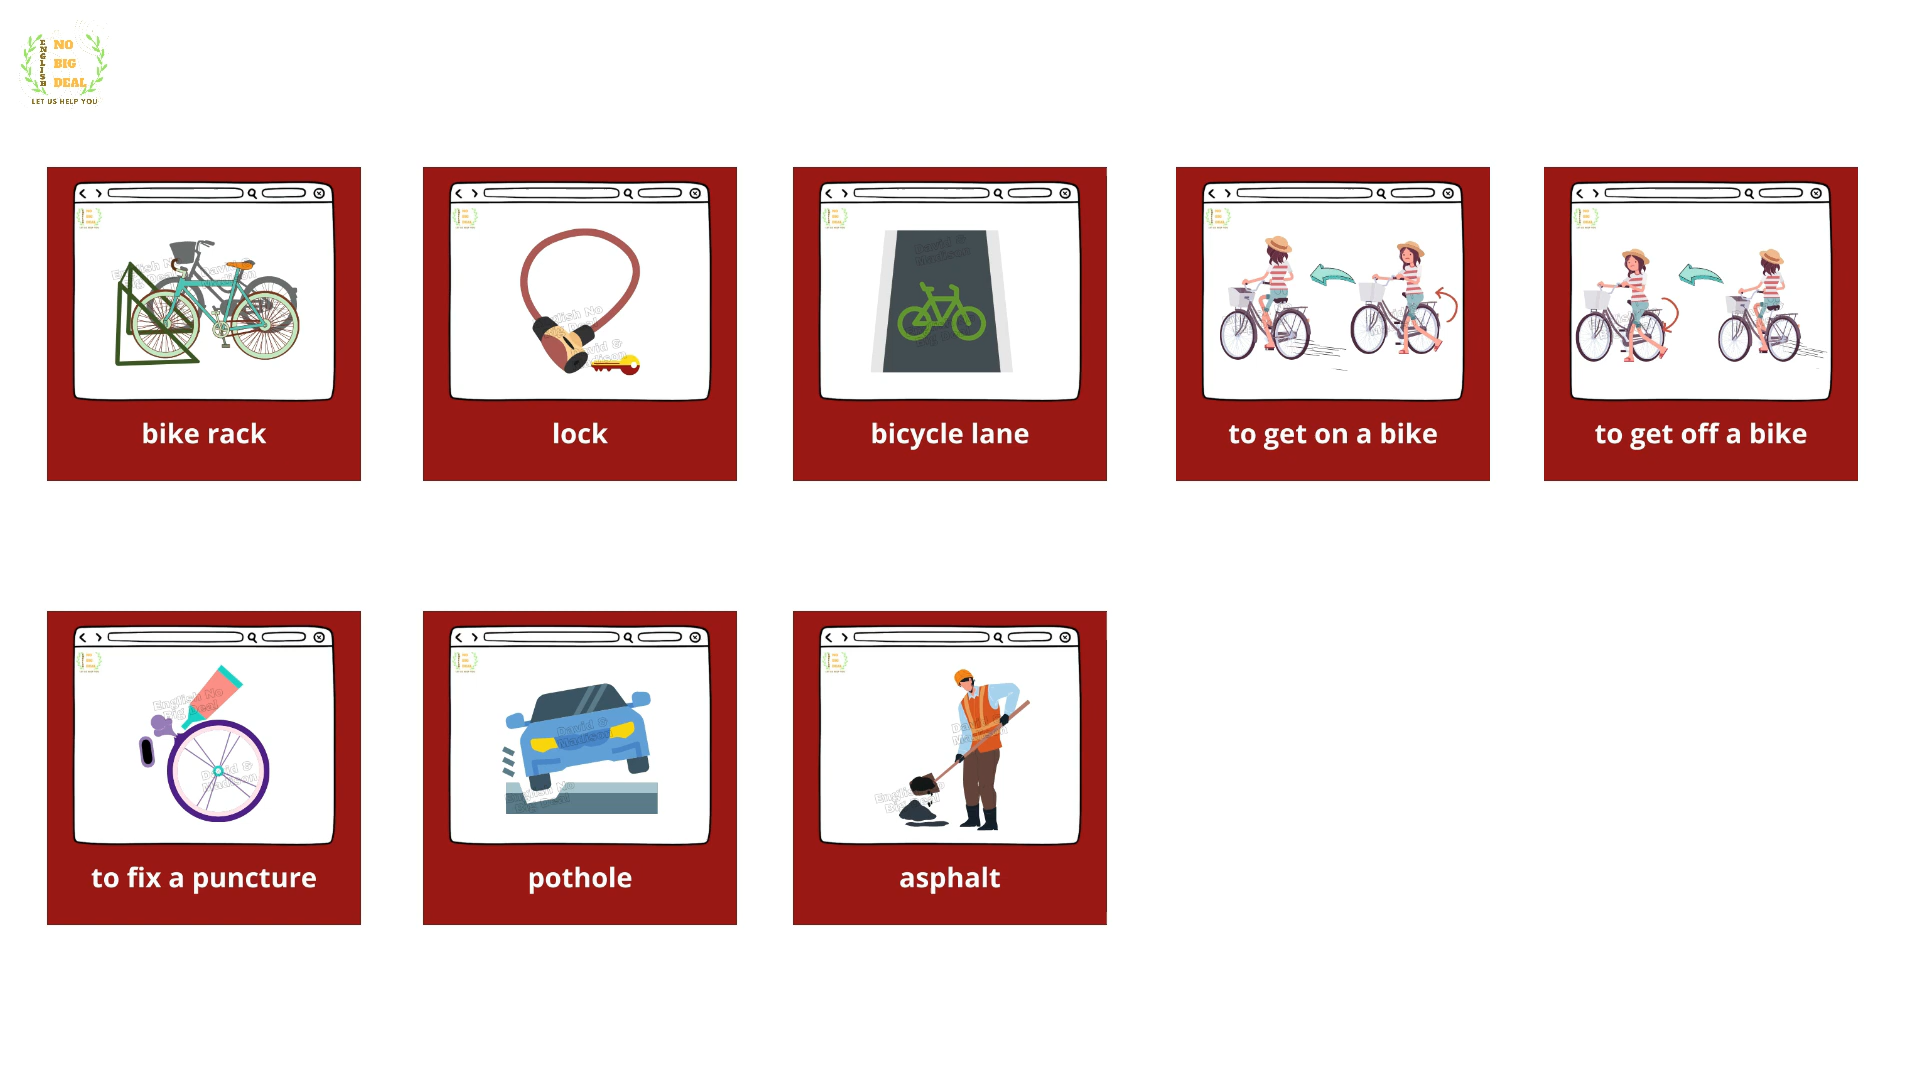 ENGLISH
NO
BIG
DEAL
LET US HELP YOU
bike rack
lock
bicycle lane
to get on a bike
to get off a bike
to fix a puncture
pothole
asphalt